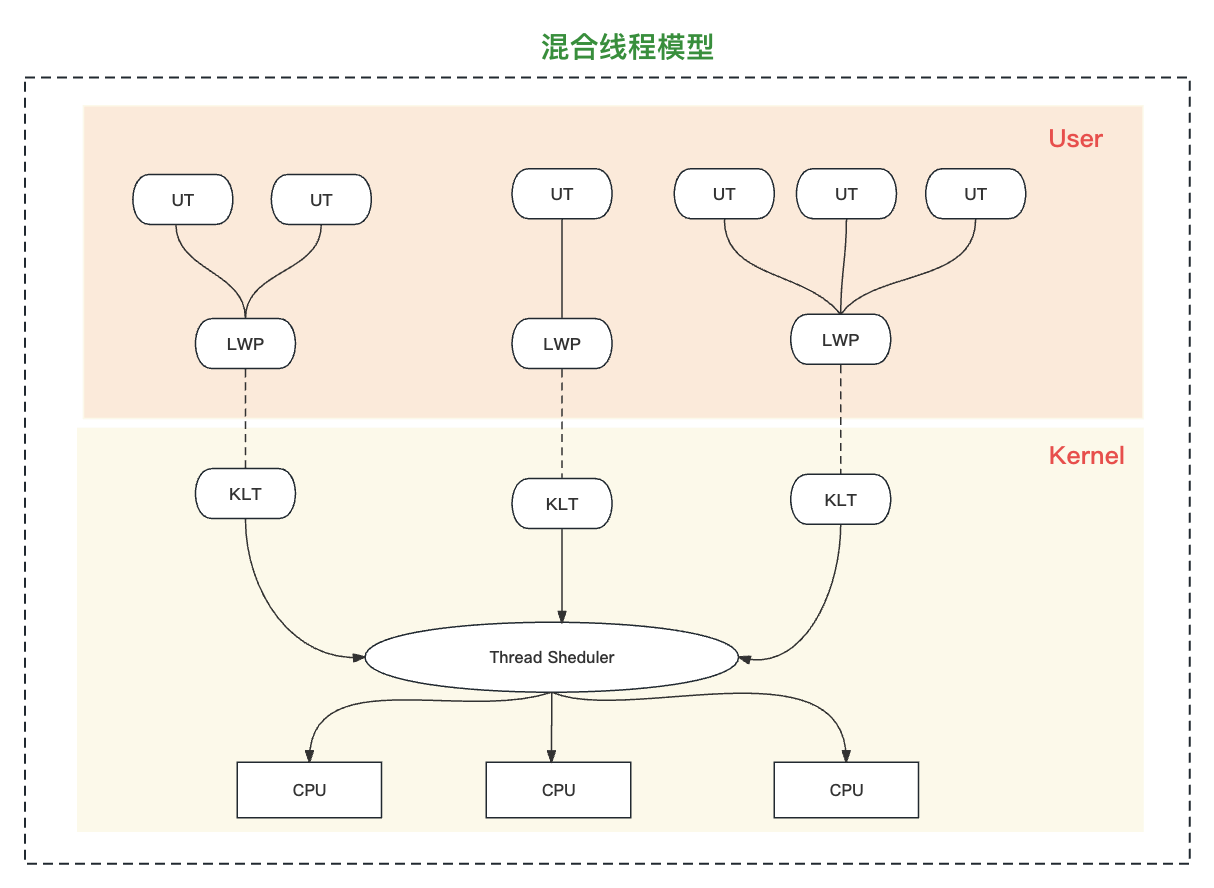 混合线程模型
User
UT
UT
UT
UT
UT
UT
LWP
LWP
LWP
Kernel
KLT
KLT
KLT
Thread Sheduler
CPU
CPU
CPU